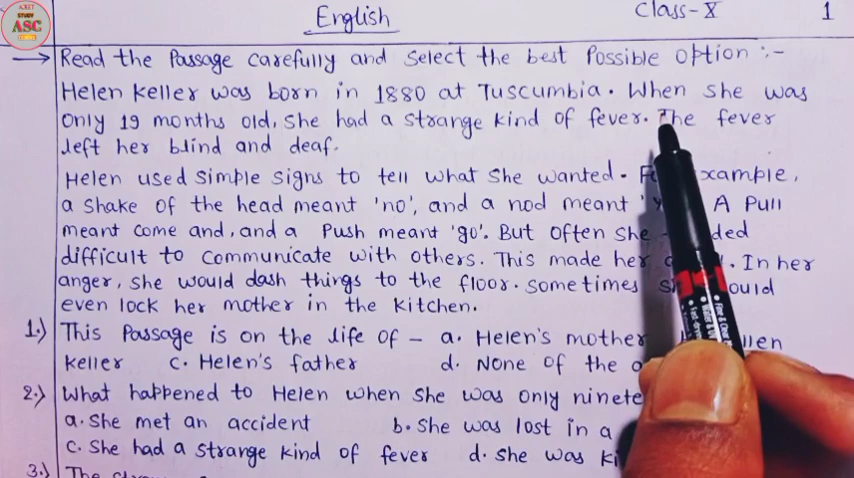 AXIT
STUDY
ASC
English
Class-X
1
→ Read the Passage carefully and select the best Possible option :-
Helen Keller was born in 1880 at Tuscumbia. When she was
only 19 months old, she had a strange kind of fever. The fever
left her blind and deaf.
Helen used simple signs to tell what she wanted.
a shake of the head meant 'no', and a nod meant A Pull
meant come and, and a Push meant 'go'. But often she
difficult to communicate with others. This made her In her
anger, she would dash things to the floor. sometimes
even lock her mother in the kitchen.
1.) This Passage is on the life of - a. Helen's mother
Keller c. Helen's father d. None of the
2.) What happened to Helen when she was only
a. She met an accident b. She was lost in a
c. She had a strange kind of fever d. She was
3.) The